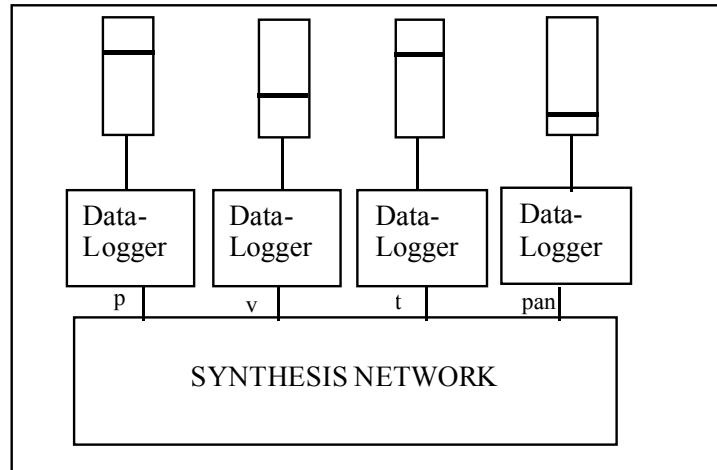 Data-
Logger
Data-
Logger
Data-
Logger
Data-
Logger
p
v
t
pan
SYNTHESIS NETWORK